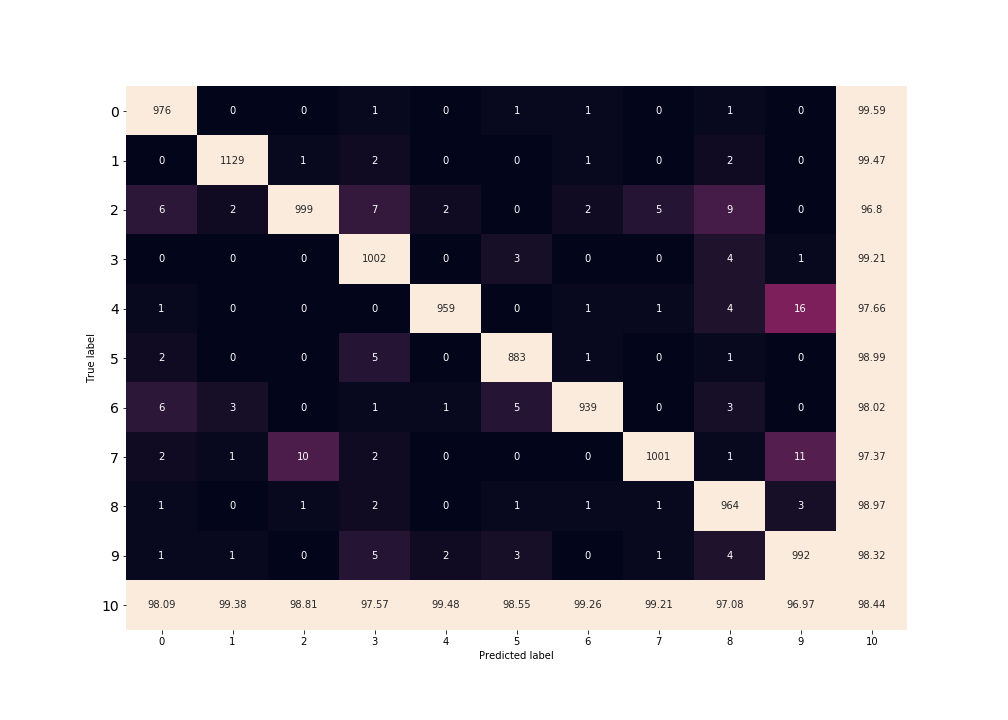 0 976 0 0 1 0 1 1 0 1 0 99.59
1 0 1129 1 2 0 0 1 0 2 0 99.47
2 6 2 999 7 2 0 2 5 9 0 96.8
3 0 0 0 1002 0 3 0 0 4 1 99.21
4 1 0 0 0 959 0 1 1 4 16 97.66
5 2 0 0 5 0 883 1 0 1 0 98.99
6 6 3 0 1 1 5 939 0 3 0 98.02
7 2 1 10 2 0 0 0 1001 1 11 97.37
8 1 0 1 2 0 1 1 1 964 3 98.97
9 1 1 0 5 2 3 0 1 4 992 98.32
10 98.09 99.38 98.81 97.57 99.48 98.55 99.26 99.21 97.08 96.97 98.44
0 1 2 3 4 5 6 7 8 9 10
Predicted label
True label